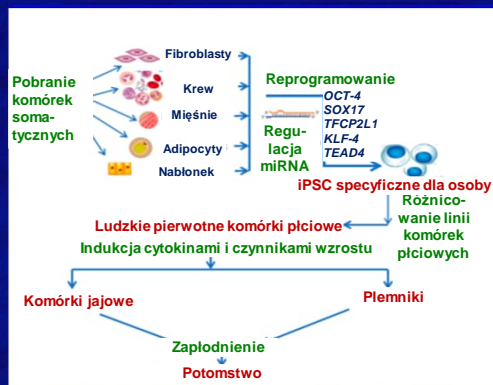 Pobranie
komórek
soma-
tycznych
Fibroblasty
Krew
Mięśnie
Adipocyty
Nabłonek
Reprogramowanie
OCT-4
SOX17
TFCP2L1
KLF-4
TEAD4
Regu-
lacja
miRNA
iPSC specyficzne dla osoby
Różnico-
wanie linii
komórek
płciowych
Ludzkie pierwotne komórki płciowe
Indukcja cytokinami i czynnikami wzrostu
Komórki jajowe
Plemniki
Zapłodnienie
Potomstwo